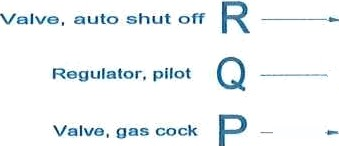 Valve, auto shut off R
Regulator, pilot Q
Valve, gas cock P